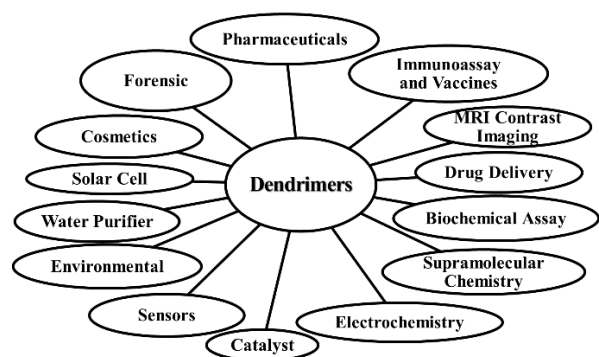 Pharmaceuticals
Immunoassay
and Vaccines
Forensic
MRI Contrast
Imaging
Cosmetics
Drug Delivery
Solar Cell
Dendrimers
Water Purifier
Biochemical Assay
Environmental
Supramolecular
Chemistry
Sensors
Electrochemistry
Catalyst